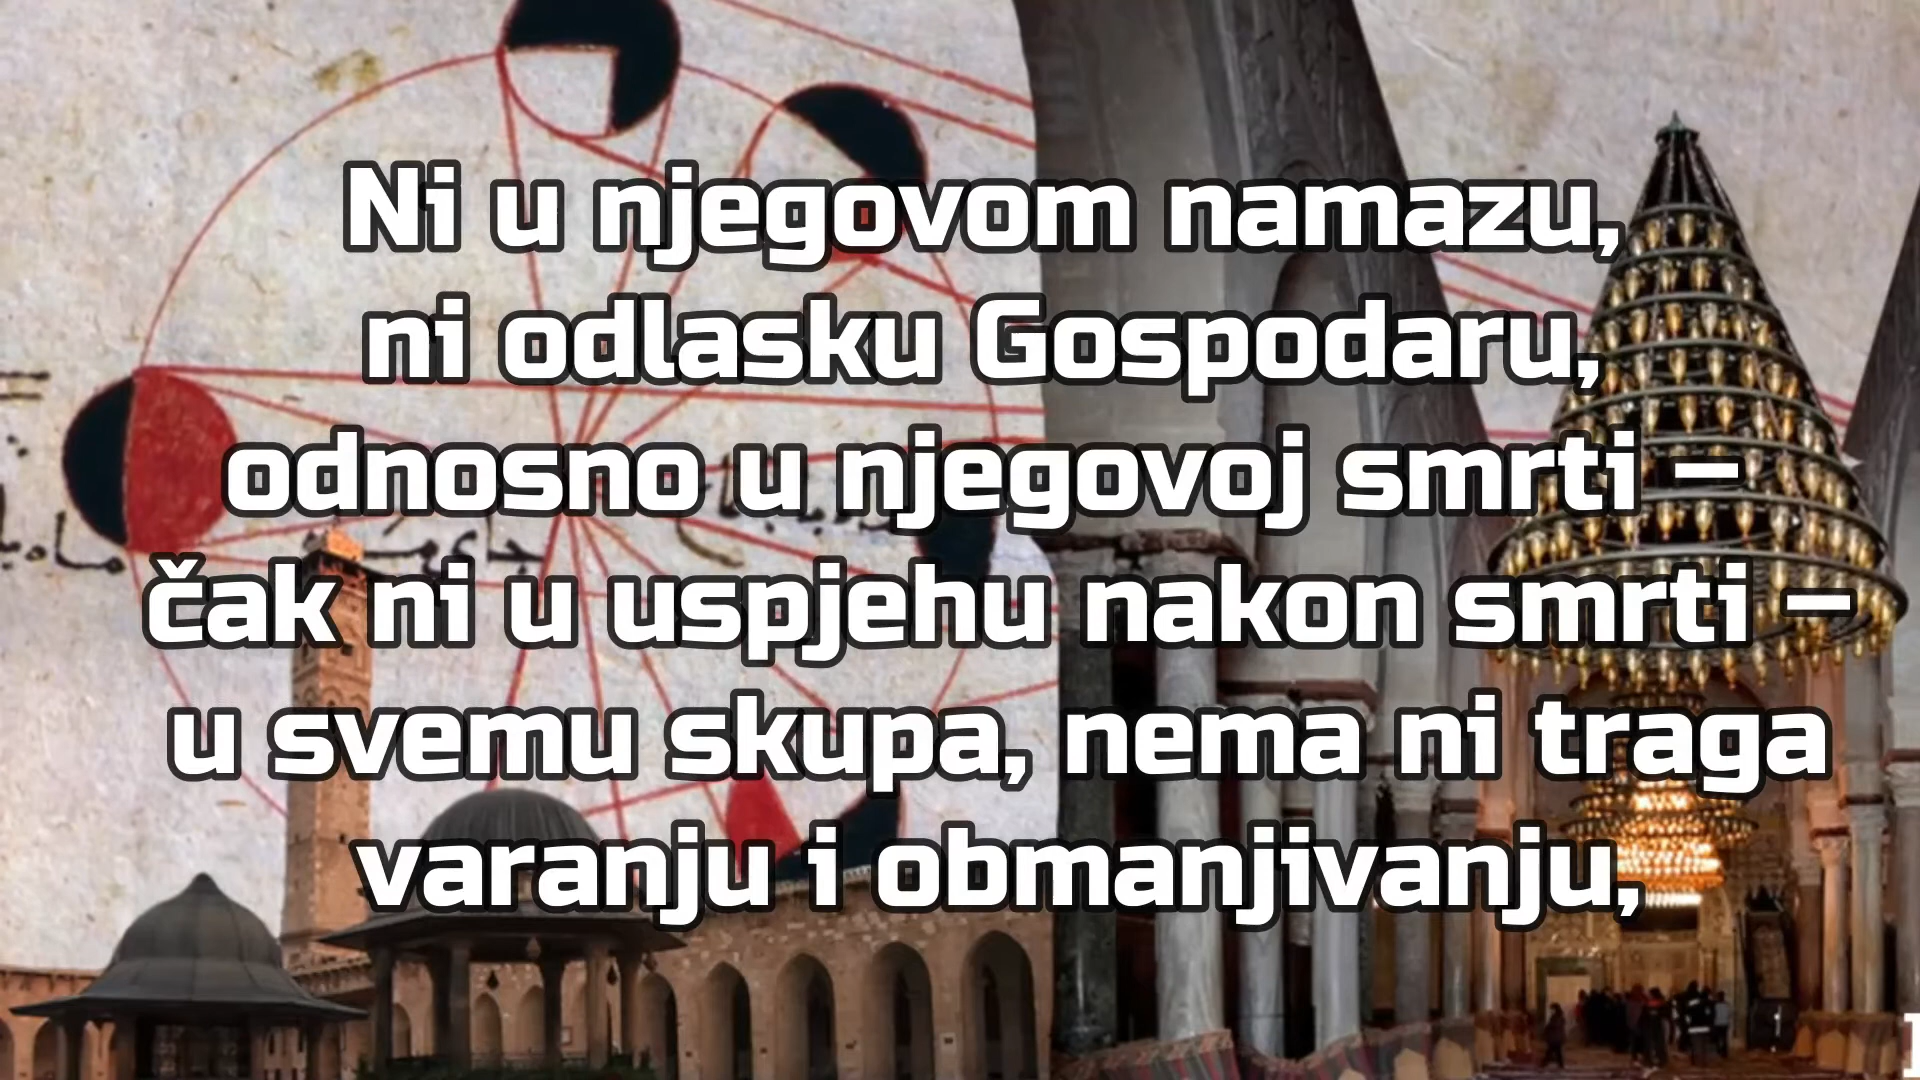 Ni u njegovom namazu,
ni odlasku Gospodaru,
odnosno u njegovoj smrti –
čak ni u uspjehu nakon smrti –
u svemu skupa, nema ni traga
varanju i obmanjivanju,